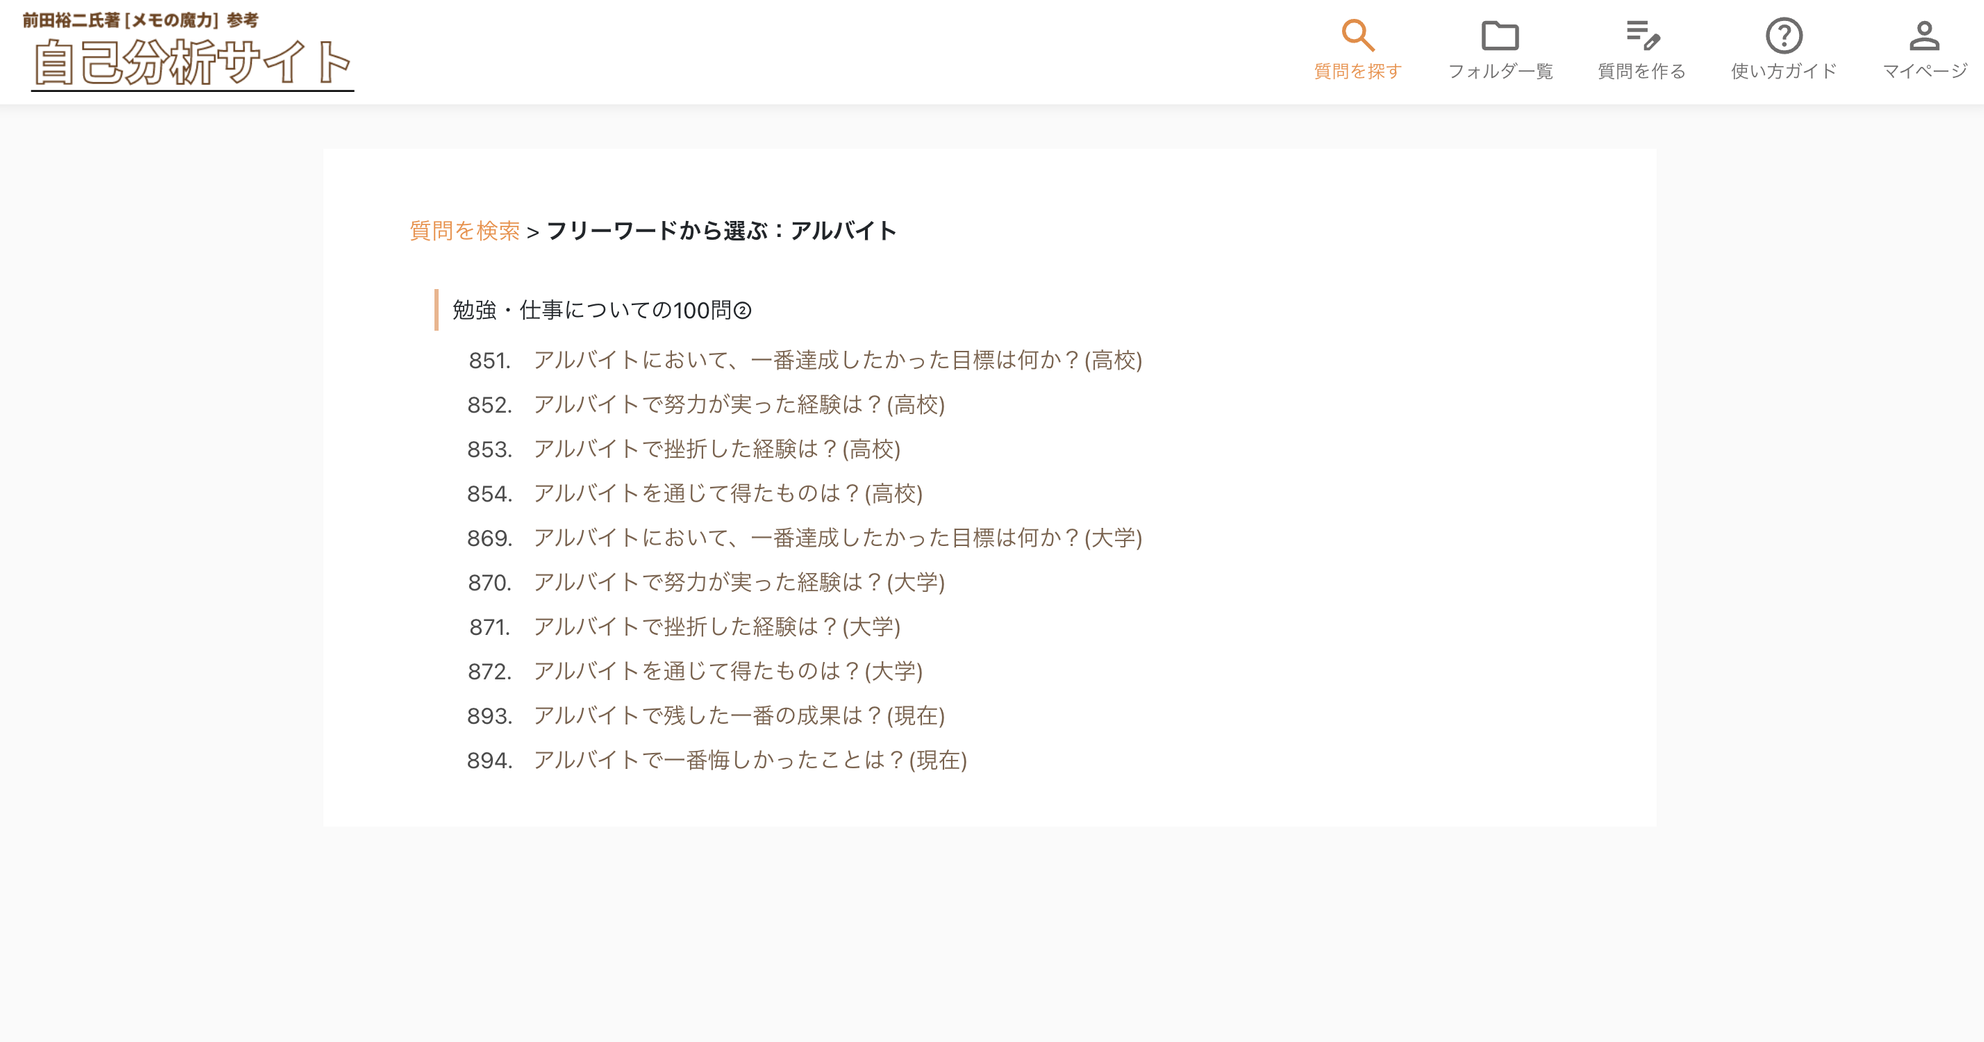 前田裕二氏著 [メモの魔力] 参考
自己分析サイト
質問を探す
フォルダ一覧
質問を作る
使い方ガイド
マイページ
質問を検索 > フリーワードから選ぶ：アルバイト
勉強・仕事についての100問②
851. アルバイトにおいて、一番達成したかった目標は何か？(高校)
852. アルバイトで努力が実った経験は？(高校)
853. アルバイトで挫折した経験は？(高校)
854. アルバイトを通じて得たものは？(高校)
869. アルバイトにおいて、一番達成したかった目標は何か？(大学)
870. アルバイトで努力が実った経験は？(大学)
871. アルバイトで挫折した経験は？(大学)
872. アルバイトを通じて得たものは？(大学)
893. アルバイトで残した一番の成果は？(現在)
894. アルバイトで一番悔しかったことは？(現在)